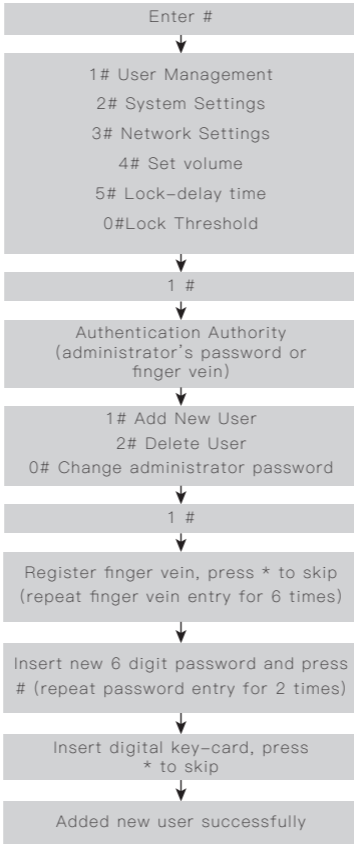 Enter #
1# User Management
2# System Settings
3# Network Settings
4# Set volume
5# Lock-delay time
0#Lock Threshold
1 #
Authentication Authority
(administrator's password or
finger vein)
1# Add New User
2# Delete User
0# Change administrator password
1 #
Register finger vein, press * to skip
(repeat finger vein entry for 6 times)
Insert new 6 digit password and press
# (repeat password entry for 2 times)
Insert digital key-card, press
* to skip
Added new user successfully